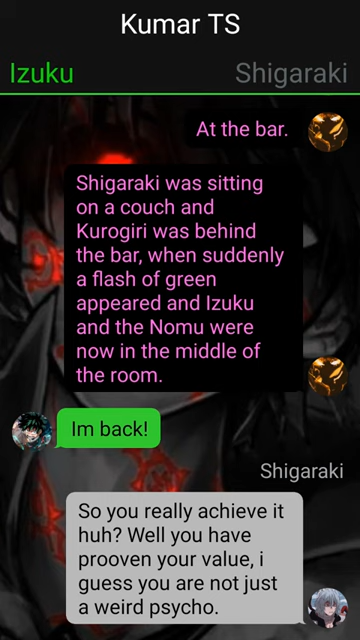 Kumar TS
Izuku
Shigaraki
At the bar.
Shigaraki was sitting
on a couch and
Kurogiri was behind
the bar, when suddenly
a flash of green
appeared and Izuku
and the Nomu were
now in the middle of
the room.
Im back!
Shigaraki
So you really achieve it
huh? Well you have
prooven your value, i
guess you are not just
a weird psycho.